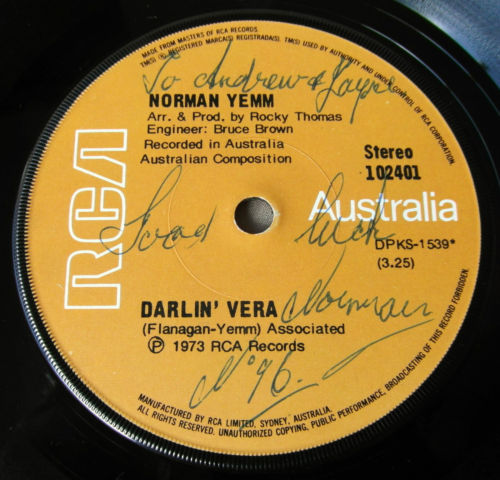 MADE FROM MASTERS OF RCA RECORDS.
TM(S) ® REGISTERED MARCA(S) REGISTRADA(S). TM(S) USED BY AUTHORITY AND UNDER CONTROL OF RCA CORPORATION.
To Andrew & Kayne
NORMAN YEMM
Arr. & Prod. by Rocky Thomas
Engineer: Bruce Brown
Recorded in Australia
Australian Composition
Stereo
102401
RCA
Australia
Good luck
DPKS-1539*
(3.25)
DARLIN' VERA
Norman
(Flanagan-Yemm) Associated
℗ 1973 RCA Records
No 96.
MANUFACTURED BY RCA LIMITED, SYDNEY, AUSTRALIA.
ALL RIGHTS RESERVED. UNAUTHORIZED COPYING, PUBLIC PERFORMANCE, BROADCASTING OF THIS RECORD FORBIDDEN.